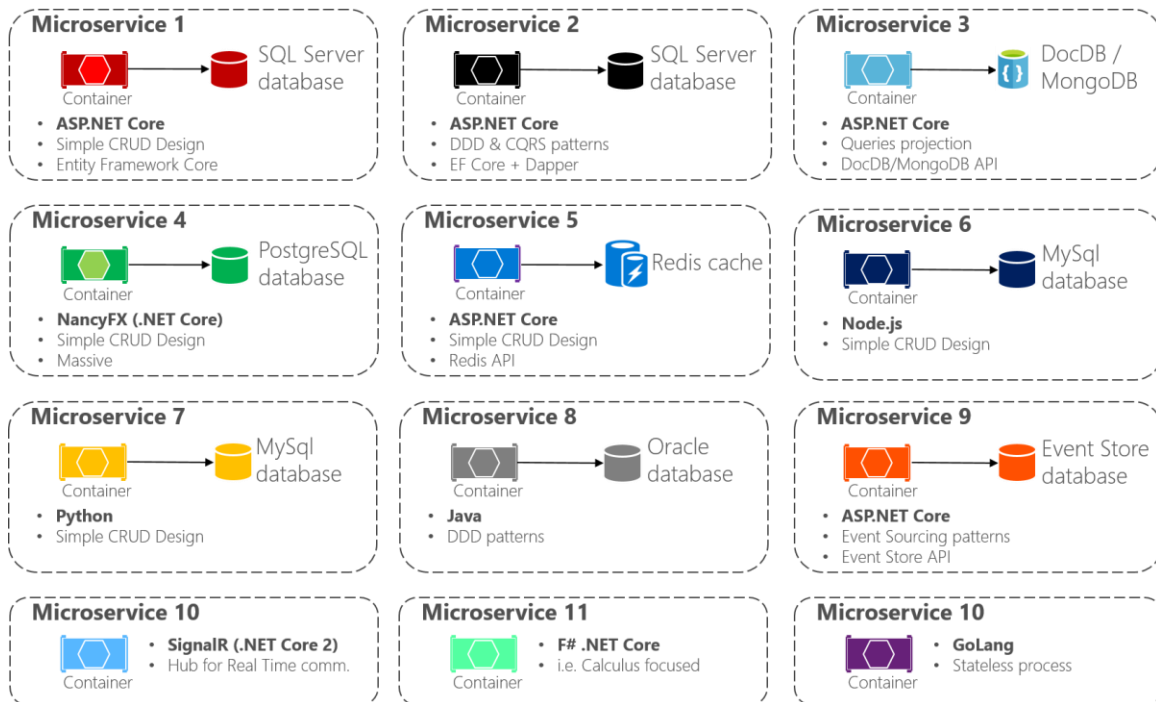 Microservice 1
SQL Server
database
Container
• ASP.NET Core
• Simple CRUD Design
• Entity Framework Core
Microservice 2
SQL Server
database
Container
• ASP.NET Core
• DDD & CQRS patterns
• EF Core + Dapper
Microservice 3
{ }
DocDB /
MongoDB
Container
• ASP.NET Core
• Queries projection
• DocDB/MongoDB API
Microservice 4
PostgreSQL
database
Container
• NancyFX (.NET Core)
• Simple CRUD Design
• Massive
Microservice 5
Redis cache
Container
• ASP.NET Core
• Simple CRUD Design
• Redis API
Microservice 6
MySql
database
Container
• Node.js
• Simple CRUD Design
Microservice 7
MySql
database
Container
• Python
• Simple CRUD Design
Microservice 8
Oracle
database
Container
• Java
• DDD patterns
Microservice 9
Event Store
database
Container
• ASP.NET Core
• Event Sourcing patterns
• Event Store API
Microservice 10
• SignalR (.NET Core 2)
• Hub for Real Time comm.
Container
Microservice 11
• F# .NET Core
• i.e. Calculus focused
Container
Microservice 10
• GoLang
• Stateless process
Container